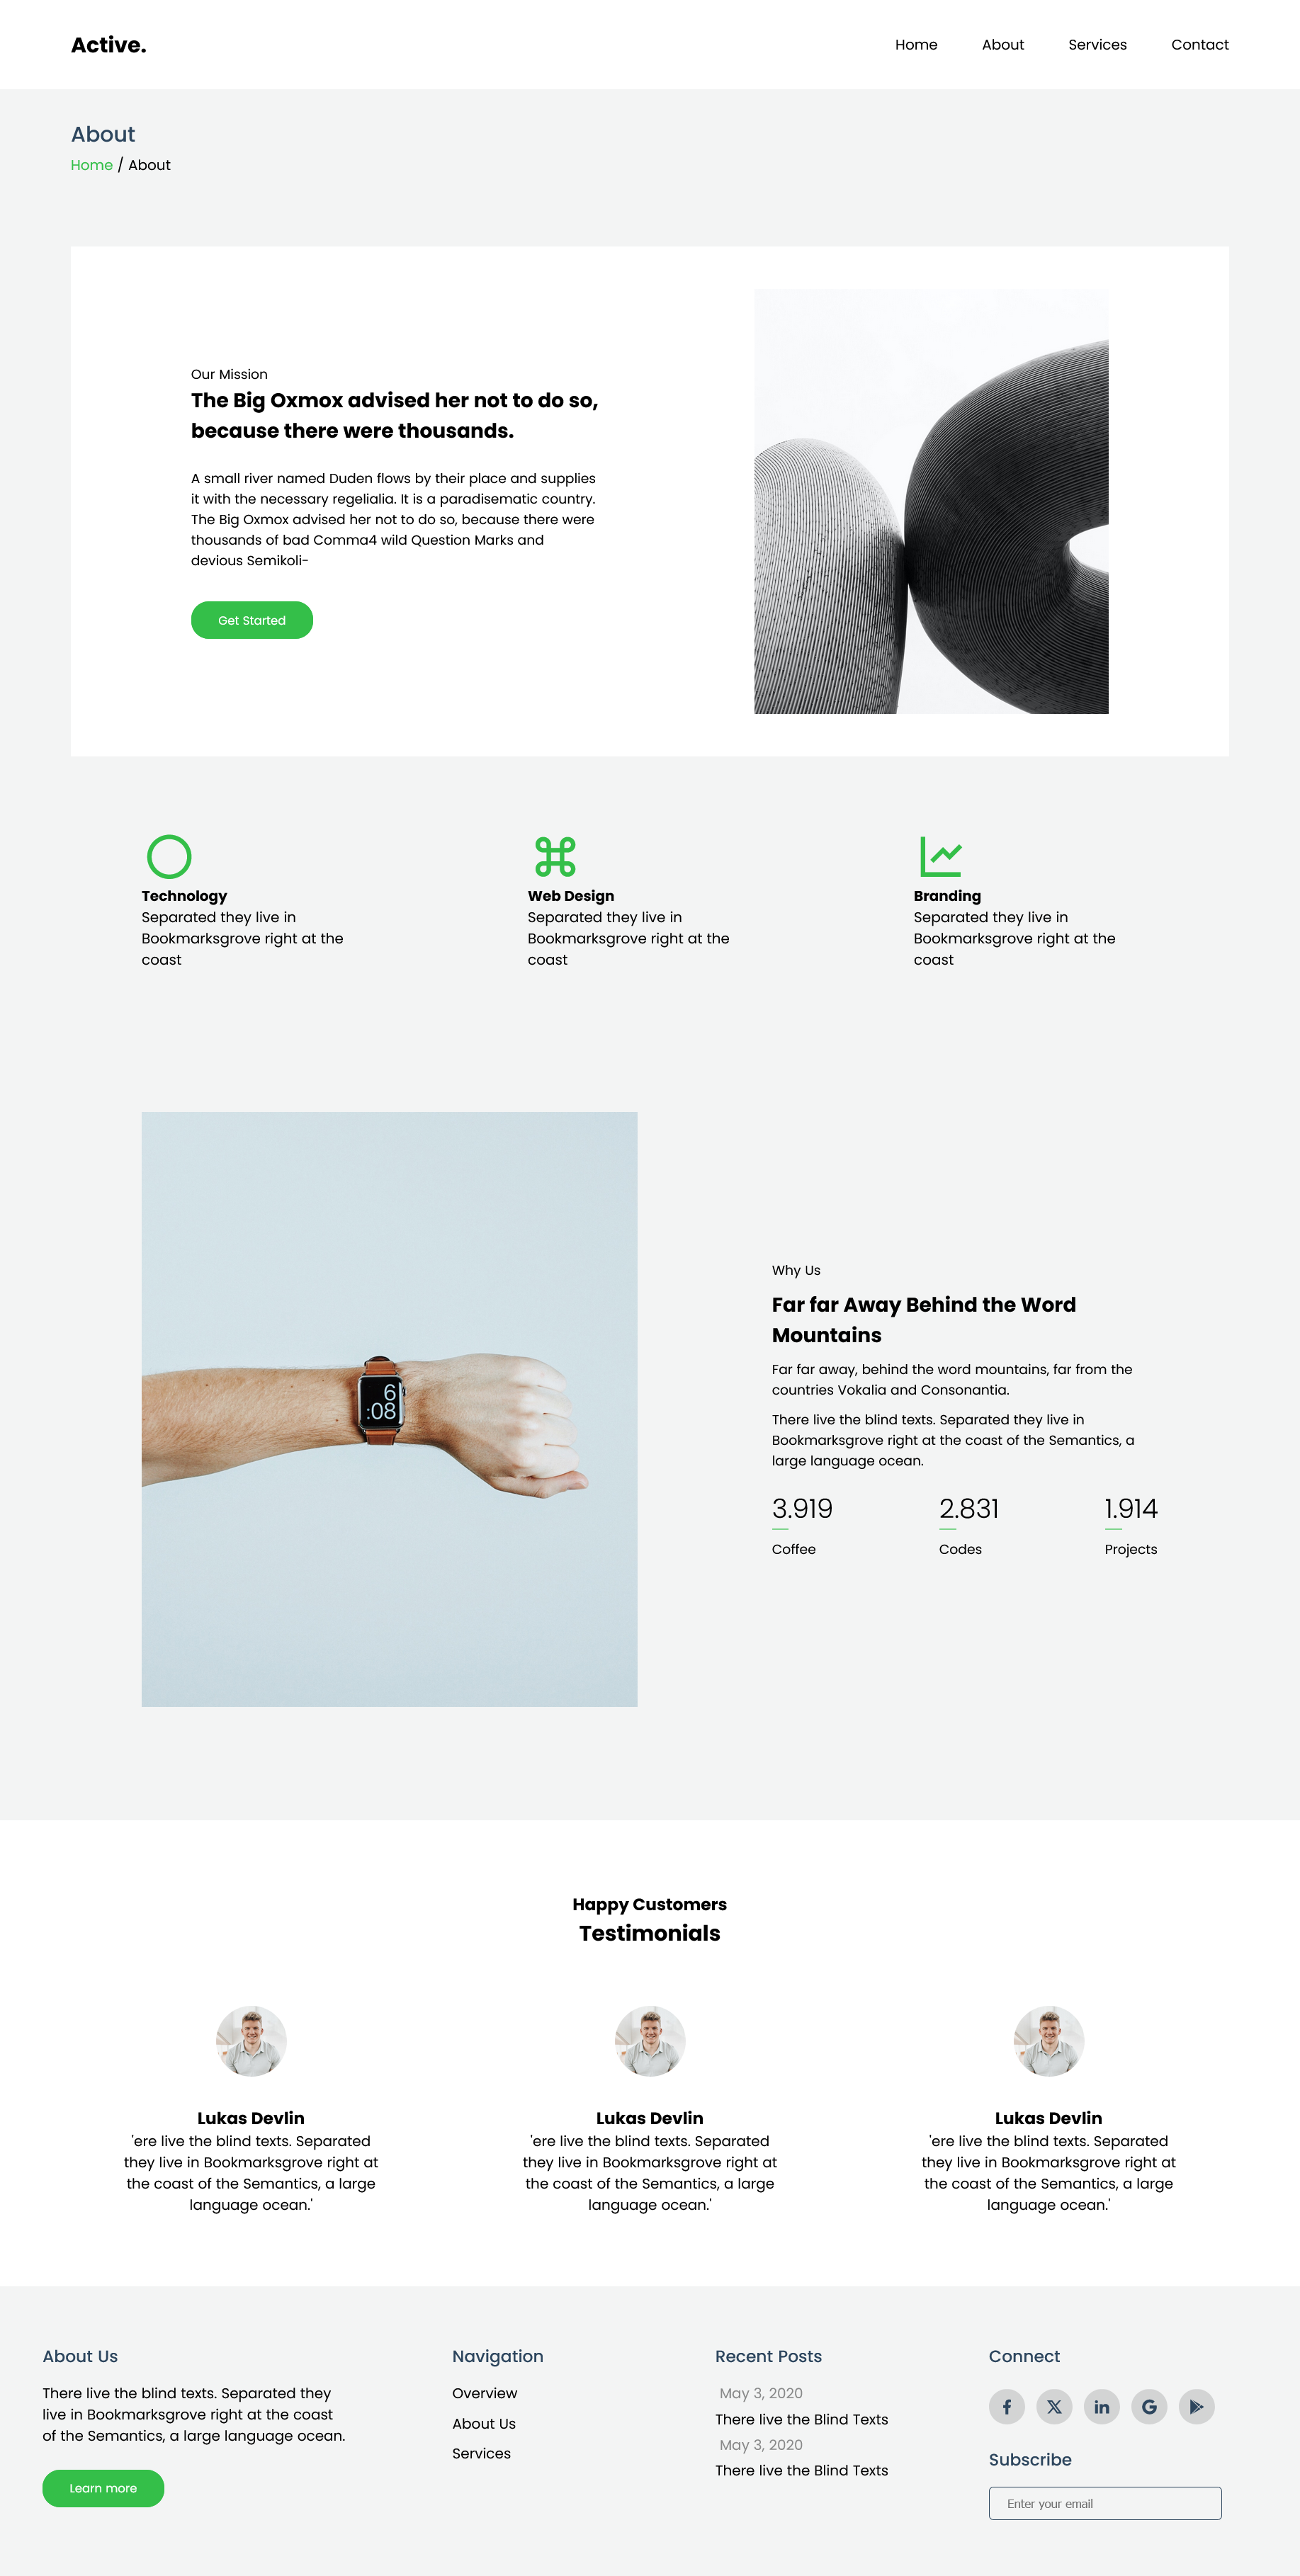 Active.
Home About Services Contact
About
Home / About
Our Mission
The Big Oxmox advised her not to do so,
because there were thousands.
A small river named Duden flows by their place and supplies
it with the necessary regelialia. It is a paradisematic country.
The Big Oxmox advised her not to do so, because there were
thousands of bad Comma4 wild Question Marks and
devious Semikoli-
Get Started
Technology
Separated they live in
Bookmarksgrove right at the
coast
Web Design
Separated they live in
Bookmarksgrove right at the
coast
Branding
Separated they live in
Bookmarksgrove right at the
coast
6
:08
Why Us
Far far Away Behind the Word
Mountains
Far far away, behind the word mountains, far from the
countries Vokalia and Consonantia.
There live the blind texts. Separated they live in
Bookmarksgrove right at the coast of the Semantics, a
large language ocean.
3.919 2.831 1.914
Coffee Codes Projects
Happy Customers
Testimonials
Lukas Devlin
'ere live the blind texts. Separated
they live in Bookmarksgrove right at
the coast of the Semantics, a large
language ocean.'
Lukas Devlin
'ere live the blind texts. Separated
they live in Bookmarksgrove right at
the coast of the Semantics, a large
language ocean.'
Lukas Devlin
'ere live the blind texts. Separated
they live in Bookmarksgrove right at
the coast of the Semantics, a large
language ocean.'
About Us
There live the blind texts. Separated they
live in Bookmarksgrove right at the coast
of the Semantics, a large language ocean.
Learn more
Navigation
Overview
About Us
Services
Recent Posts
May 3, 2020
There live the Blind Texts
May 3, 2020
There live the Blind Texts
Connect
f X in G
Subscribe
Enter your email